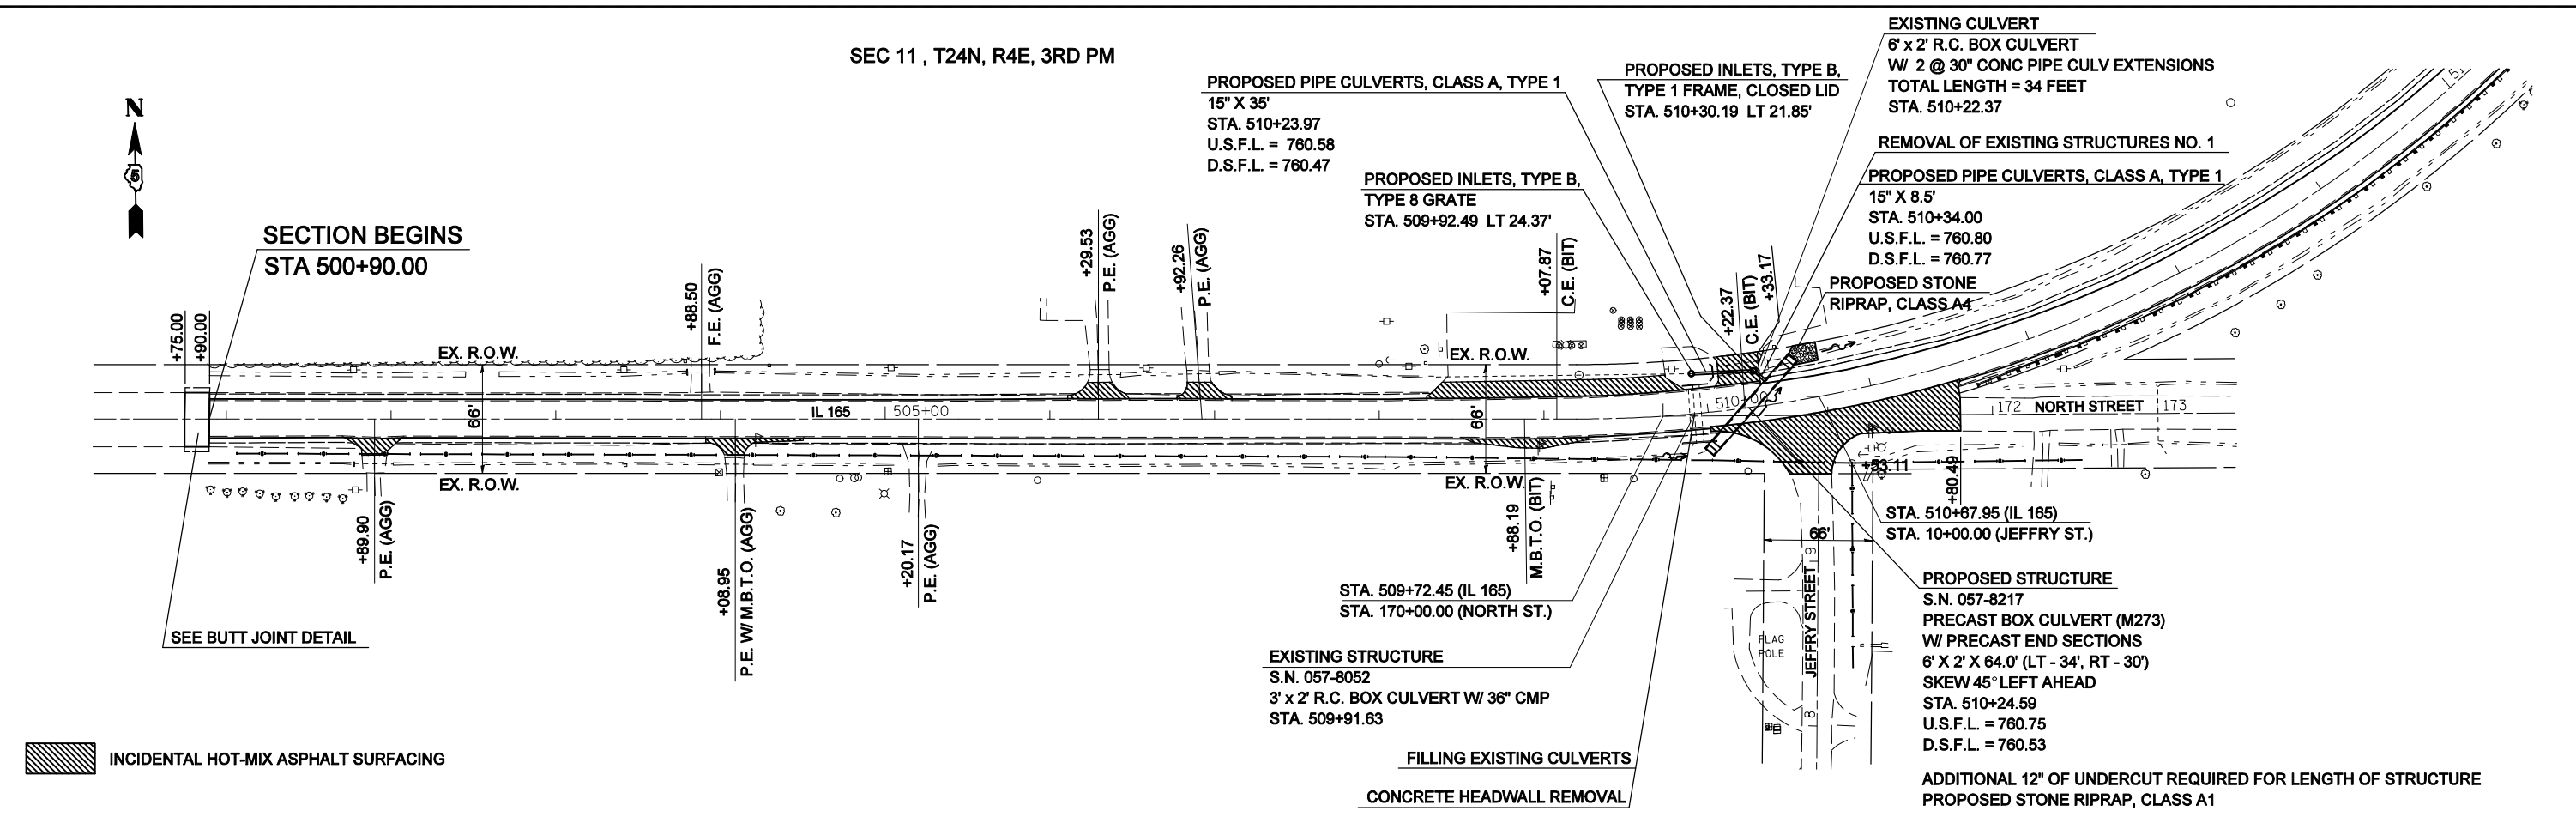 SEC 11 , T24N, R4E, 3RD PM
N
5
SECTION BEGINS
STA 500+90.00
PROPOSED PIPE CULVERTS, CLASS A, TYPE 1
15" X 35'
STA. 510+23.97
U.S.F.L. = 760.58
D.S.F.L. = 760.47
PROPOSED INLETS, TYPE B,
TYPE 8 GRATE
STA. 509+92.49 LT 24.37'
PROPOSED INLETS, TYPE B,
TYPE 1 FRAME, CLOSED LID
STA. 510+30.19 LT 21.85'
EXISTING CULVERT
6' x 2' R.C. BOX CULVERT
W/ 2 @ 30" CONC PIPE CULV EXTENSIONS
TOTAL LENGTH = 34 FEET
STA. 510+22.37
REMOVAL OF EXISTING STRUCTURES NO. 1
PROPOSED PIPE CULVERTS, CLASS A, TYPE 1
15" X 8.5'
STA. 510+34.00
U.S.F.L. = 760.80
D.S.F.L. = 760.77
PROPOSED STONE
RIPRAP, CLASS A4
+75.00
+90.00
+88.50
F.E. (AGG)
+29.53
P.E. (AGG)
+92.26
P.E. (AGG)
+07.87
C.E. (BIT)
+22.37
C.E. (BIT)
+33.17
EX. R.O.W.
EX. R.O.W.
66'
IL 165
505+00
66'
510+00
172
NORTH STREET
173
EX. R.O.W.
EX. R.O.W.
+89.90
P.E. (AGG)
+08.95
P.E. W/ M.B.T.O. (AGG)
+20.17
P.E. (AGG)
+88.19
M.B.T.O. (BIT)
+53.11
+80.49
STA. 510+67.95 (IL 165)
STA. 10+00.00 (JEFFRY ST.)
66'
JEFFRY STREET
9
8
FLAG
POLE
STA. 509+72.45 (IL 165)
STA. 170+00.00 (NORTH ST.)
SEE BUTT JOINT DETAIL
EXISTING STRUCTURE
S.N. 057-8052
3' x 2' R.C. BOX CULVERT W/ 36" CMP
STA. 509+91.63
PROPOSED STRUCTURE
S.N. 057-8217
PRECAST BOX CULVERT (M273)
W/ PRECAST END SECTIONS
6' X 2' X 64.0' (LT - 34', RT - 30')
SKEW 45° LEFT AHEAD
STA. 510+24.59
U.S.F.L. = 760.75
D.S.F.L. = 760.53
INCIDENTAL HOT-MIX ASPHALT SURFACING
FILLING EXISTING CULVERTS
CONCRETE HEADWALL REMOVAL
ADDITIONAL 12" OF UNDERCUT REQUIRED FOR LENGTH OF STRUCTURE
PROPOSED STONE RIPRAP, CLASS A1